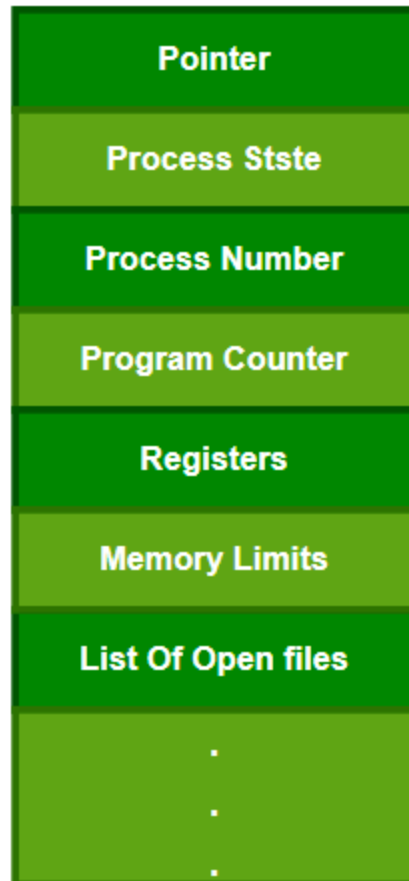 Pointer
Process Stste
Process Number
Program Counter
Registers
Memory Limits
List Of Open files
.
.
.